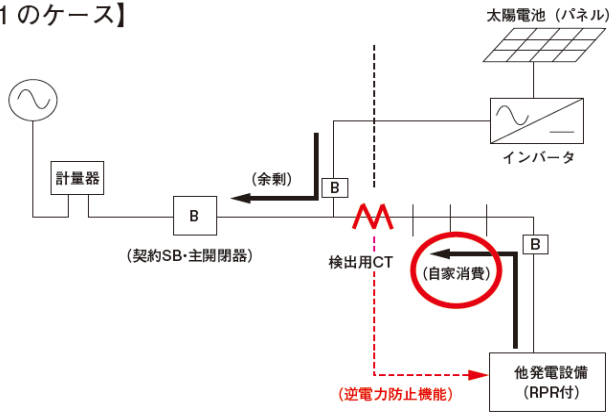 1のケース】
太陽電池（パネル）
インバータ
計量器
B
（契約SB・主開閉器）
（余剰）
B
検出用CT
（自家消費）
B
（逆電力防止機能）
他発電設備
（RPR付）